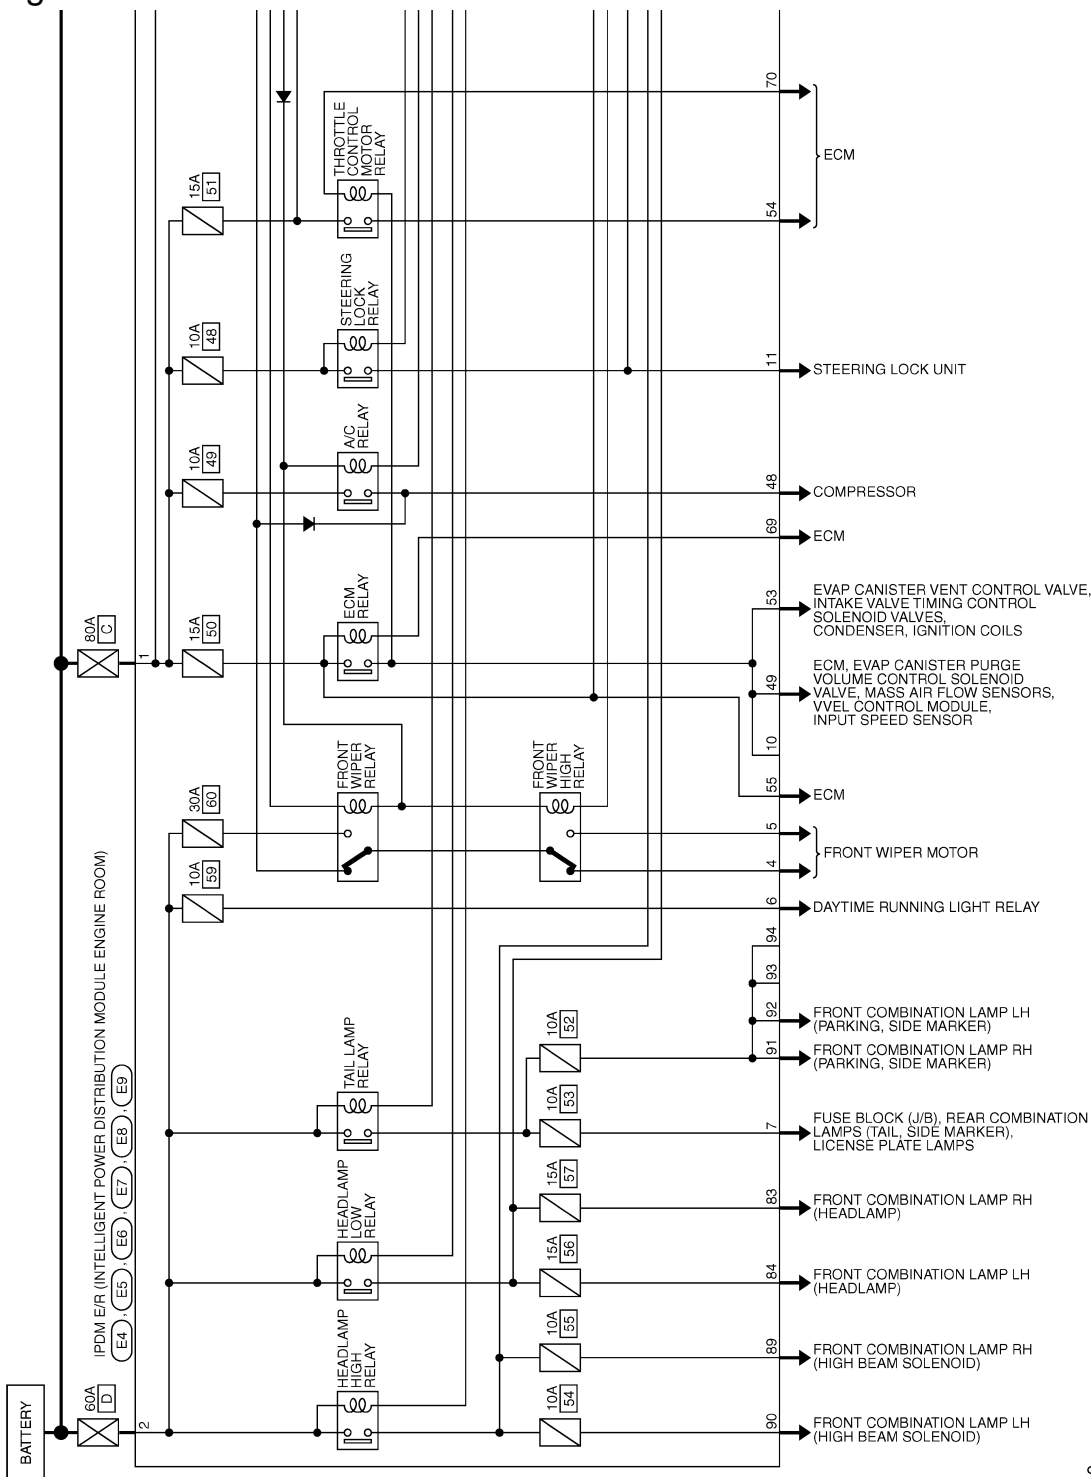 70
THROTTLE
CONTROL
MOTOR
RELAY
ECM
15A
51
54
STEERING
LOCK
RELAY
10A
48
11
STEERING LOCK UNIT
A/C
RELAY
10A
49
48
COMPRESSOR
69
ECM
ECM
RELAY
53
EVAP CANISTER VENT CONTROL VALVE,
INTAKE VALVE TIMING CONTROL
SOLENOID VALVES,
CONDENSER, IGNITION COILS
80A
C
1
15A
50
49
ECM, EVAP CANISTER PURGE
VOLUME CONTROL SOLENOID
VALVE, MASS AIR FLOW SENSORS,
VVEL CONTROL MODULE,
INPUT SPEED SENSOR
10
FRONT
WIPER
RELAY
FRONT
WIPER
HIGH
RELAY
55
ECM
30A
60
5
4
FRONT WIPER MOTOR
10A
59
6
DAYTIME RUNNING LIGHT RELAY
94
93
IPDM E/R (INTELLIGENT POWER DISTRIBUTION MODULE ENGINE ROOM)
E4 , E5 , E6 , E7 , E8 , E9
92
FRONT COMBINATION LAMP LH
(PARKING, SIDE MARKER)
10A
52
91
FRONT COMBINATION LAMP RH
(PARKING, SIDE MARKER)
TAIL LAMP
RELAY
10A
53
7
FUSE BLOCK (J/B), REAR COMBINATION
LAMPS (TAIL, SIDE MARKER),
LICENSE PLATE LAMPS
15A
57
83
FRONT COMBINATION LAMP RH
(HEADLAMP)
HEADLAMP
LOW
RELAY
15A
56
84
FRONT COMBINATION LAMP LH
(HEADLAMP)
10A
55
89
FRONT COMBINATION LAMP RH
(HIGH BEAM SOLENOID)
HEADLAMP
HIGH
RELAY
BATTERY
60A
D
2
10A
54
90
FRONT COMBINATION LAMP LH
(HIGH BEAM SOLENOID)